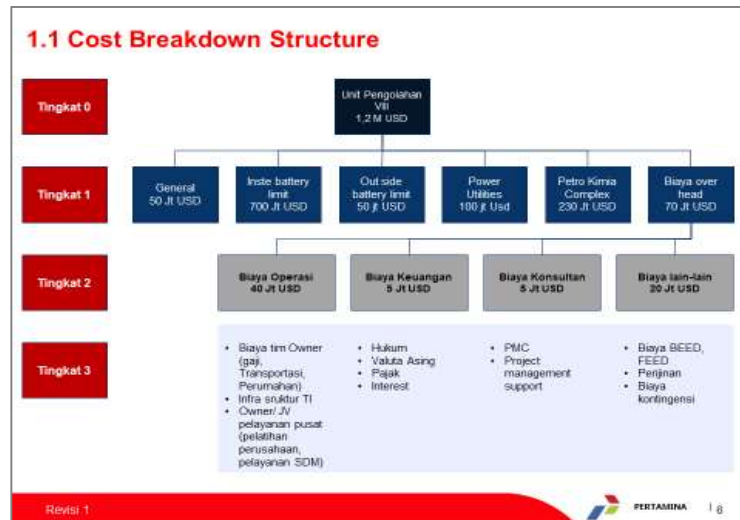 1.1 Cost Breakdown Structure
Tingkat 0
Unit Pengolahan
VIII
1,2 M USD
Tingkat 1
General
50 Jt USD
Inste battery
limit
700 Jt USD
Out side
battery limit
50 jt USD
Power
Utilities
100 jt Usd
Petro Kimia
Complex
230 Jt USD
Biaya over
head
70 Jt USD
Tingkat 2
Biaya Operasi
40 Jt USD
Biaya Keuangan
5 Jt USD
Biaya Konsultan
5 Jt USD
Biaya lain-lain
20 Jt USD
Tingkat 3
• Biaya tim Owner
(gaji,
Transportasi,
Perumahan)
• Infra sruktur TI
• Owner/ JV
pelayanan pusat
(pelatihan
perusahaan,
pelayanan SDM)
• Hukum
• Valuta Asing
• Pajak
• Interest
• PMC
• Project
management
support
• Biaya BEED,
FEED
• Perijinan
• Biaya
kontingensi
Revisi 1
PERTAMINA
| 6